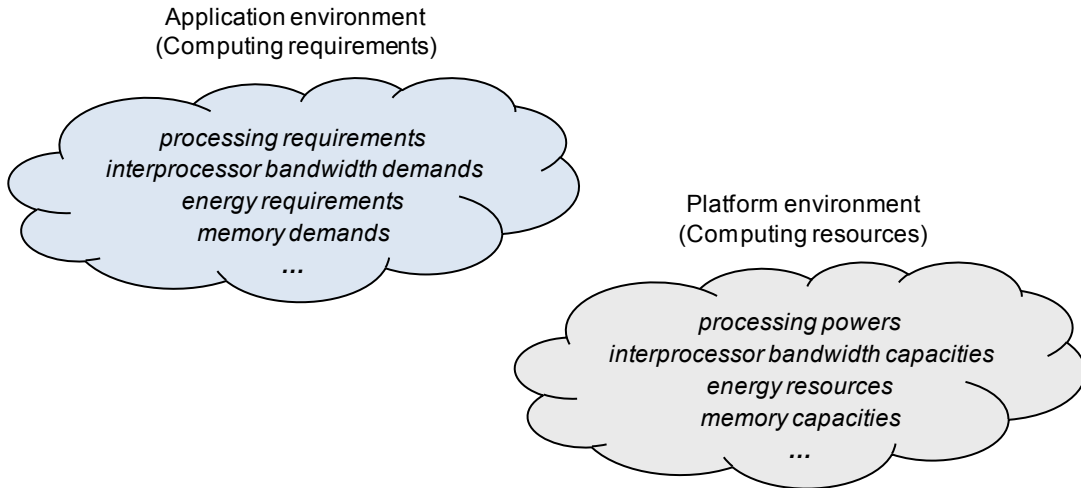 Application environment
(Computing requirements)
processing requirements
interprocessor bandwidth demands
energy requirements
memory demands
...
Platform environment
(Computing resources)
processing powers
interprocessor bandwidth capacities
energy resources
memory capacities
...